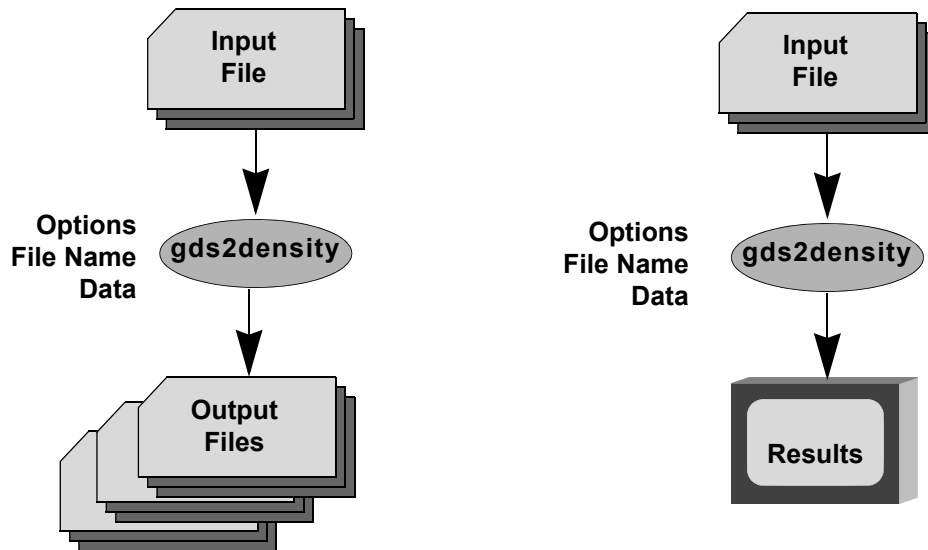 Input
File
Options
File Name
Data
gds2density
Output
Files
Input
File
Options
File Name
Data
gds2density
Results